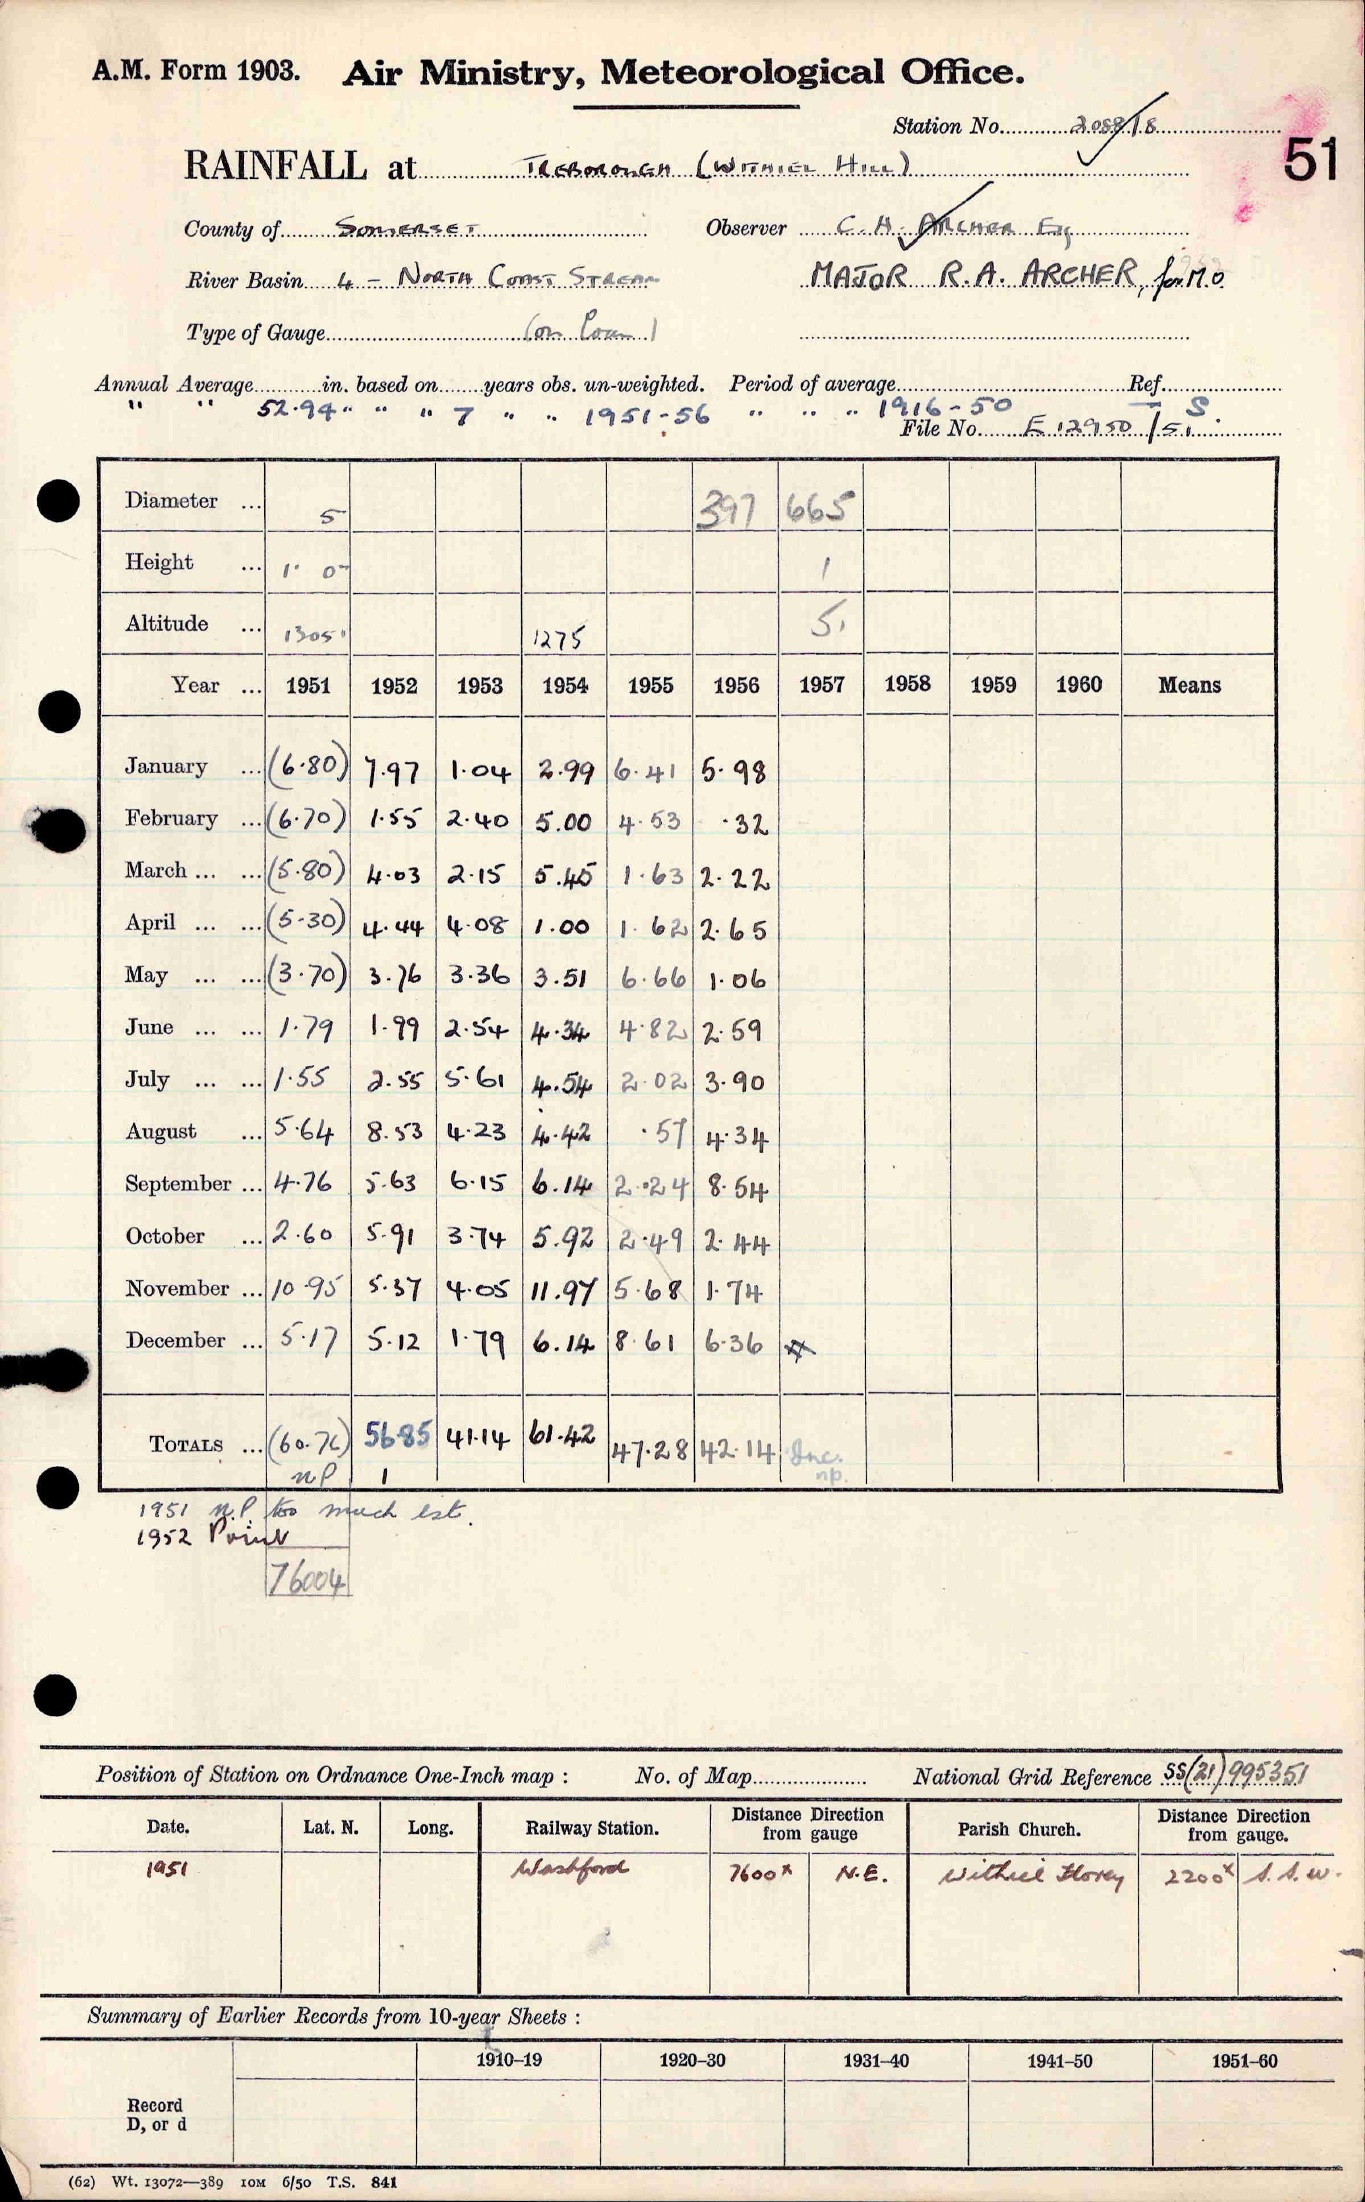 A.M. Form 1903. Air Ministry, Meteorological Office.
Station No. 2088/8
51
RAINFALL at TREBOROUGH (WITHIEL HILL)
County of SOMERSET Observer C. H. ARCHER Esq
River Basin 4 - NORTH COAST STREAM MAJOR R.A. ARCHER, for M.O
Type of Gauge (on loan)
Annual Average in. based on years obs. un-weighted. Period of average Ref.
" " 52.94 " " " 7 " " 1951-56 " " " 1916-50 S
File No. E 12950/51
Diameter ... 5 397 665
Height ... 1' 0" 1
Altitude ... 1305' 1275 5.
Year ... 1951 1952 1953 1954 1955 1956 1957 1958 1959 1960 Means
January ... (6.80) 7.97 1.04 2.99 6.41 5.98
February ... (6.70) 1.55 2.40 5.00 4.53 .32
March ... ... (5.80) 4.03 2.15 5.45 1.63 2.22
April ... ... (5.30) 4.44 4.08 1.00 1.62 2.65
May ... ... (3.70) 3.76 3.36 3.51 6.66 1.06
June ... ... 1.79 1.99 2.54 4.34 4.82 2.59
July ... ... 1.55 2.55 5.61 4.54 2.02 3.90
August ... 5.64 8.53 4.23 4.42 .57 4.34
September ... 4.76 5.63 6.15 6.14 2.24 8.54
October ... 2.60 5.91 3.74 5.92 2.49 2.44
November ... 10.95 5.37 4.05 11.97 5.68 1.74
December ... 5.17 5.12 1.79 6.14 8.61 6.36
TOTALS ... (60.76) 56.85 41.14 61.42 47.28 42.14 Inc.
nP 1 np.
1951 n.P. too much est.
1952 Point
76004
Position of Station on Ordnance One-Inch map : No. of Map National Grid Reference SS(21)995351
Date. Lat. N. Long. Railway Station. Distance Direction from gauge Parish Church. Distance Direction from gauge.
1951 Washford 7600x N.E. Withiel Florey 2200x S.S.W.
Summary of Earlier Records from 10-year Sheets :
1910-19 1920-30 1931-40 1941-50 1951-60
Record
D, or d
(62) Wt. 13072—389 10M 6/50 T.S. 841